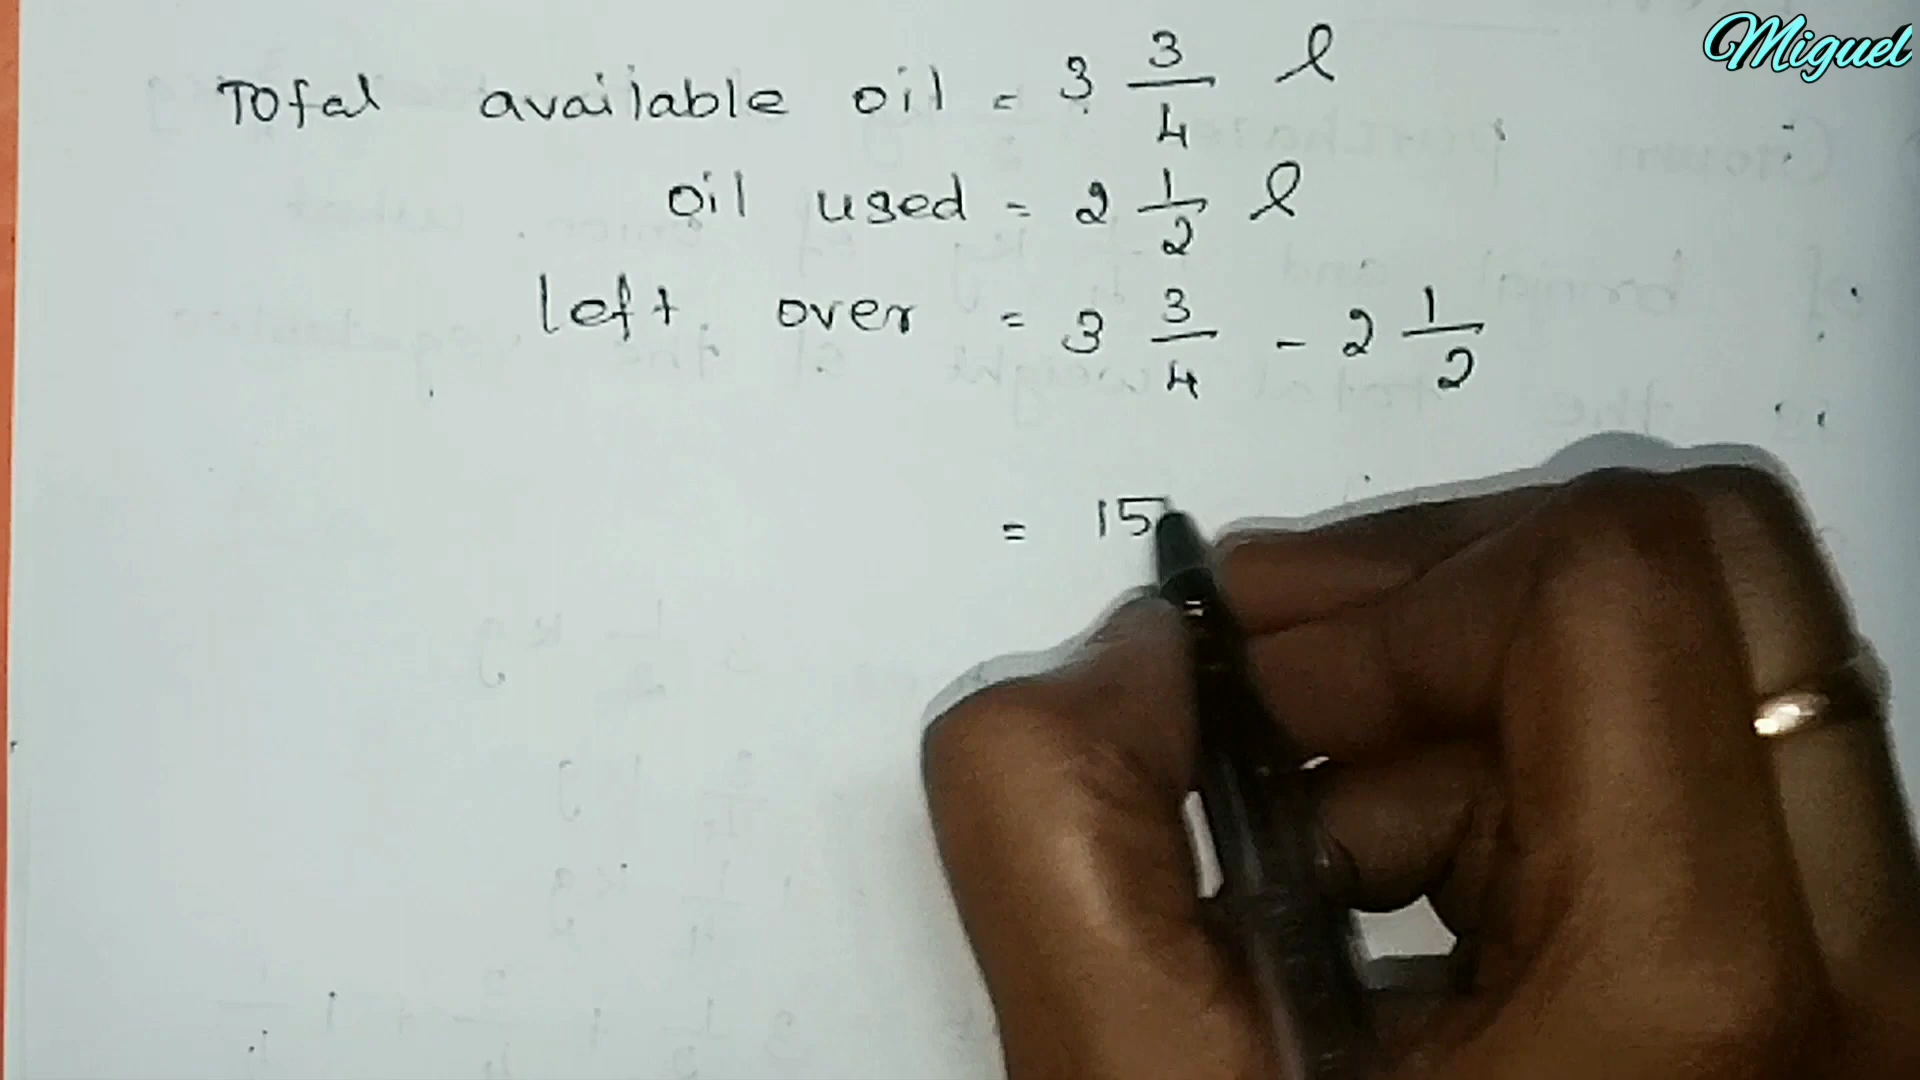 Miguel
Total available oil = 3 3/4 l
oil used = 2 1/2 l
left over = 3 3/4 - 2 1/2
= 15